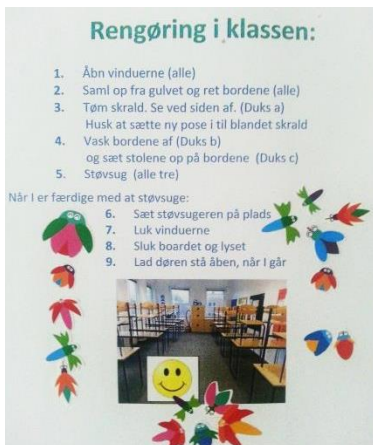 Rengøring i klassen:
1. Åbn vinduerne (alle)
2. Saml op fra gulvet og ret bordene (alle)
3. Tøm skrald. Se ved siden af. (Duks a)
Husk at sætte ny pose i til blandet skrald
4. Vask bordene af (Duks b)
og sæt stolene op på bordene (Duks c)
5. Støvsug (alle tre)
Når I er færdige med at støvsuge:
6. Sæt støvsugeren på plads
7. Luk vinduerne
8. Sluk boardet og lyset
9. Lad døren stå åben, når I går